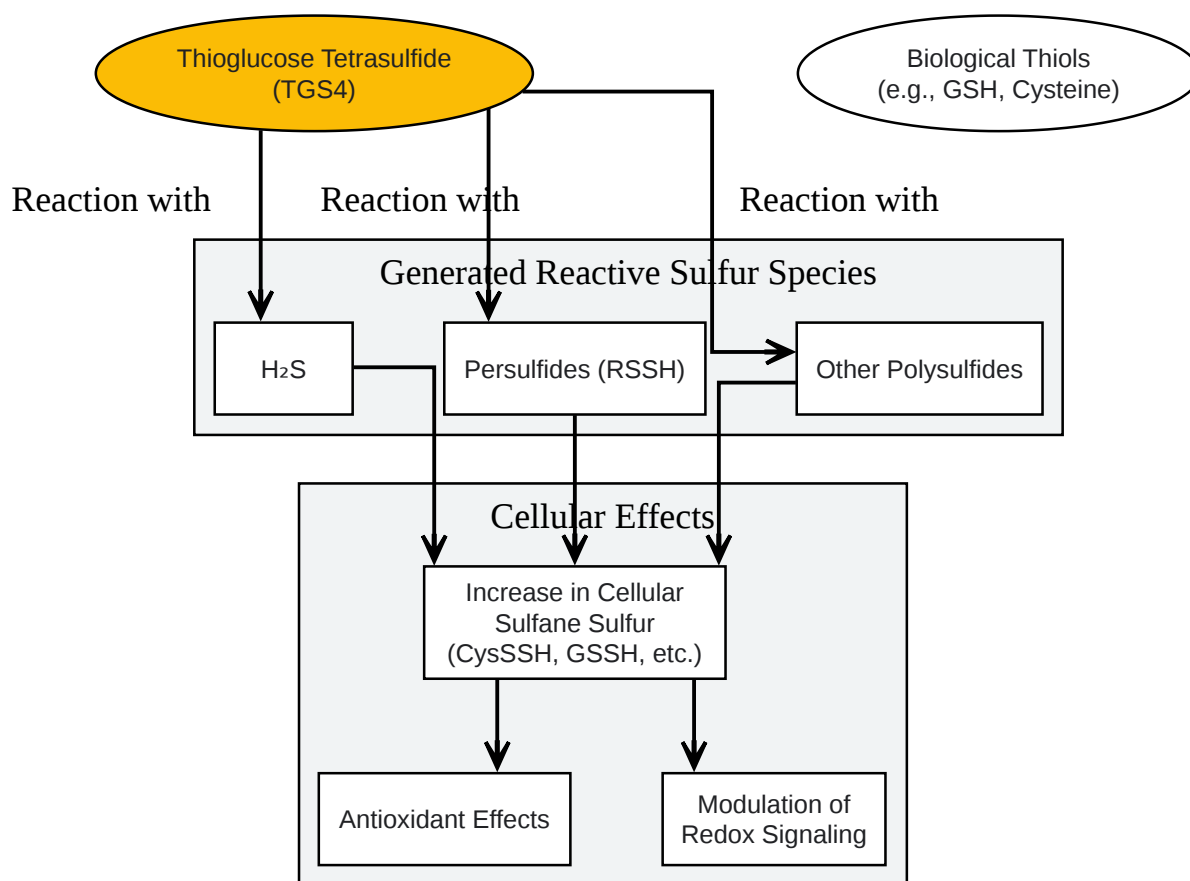 Thioglucose Tetrasulfide
(TGS4)
Biological Thiols
(e.g., GSH, Cysteine)
Reaction with
Reaction with
Reaction with
Generated Reactive Sulfur Species
H₂S
Persulfides (RSSH)
Other Polysulfides
Cellular Effects
Increase in Cellular
Sulfane Sulfur
(CysSSH, GSSH, etc.)
Antioxidant Effects
Modulation of
Redox Signaling